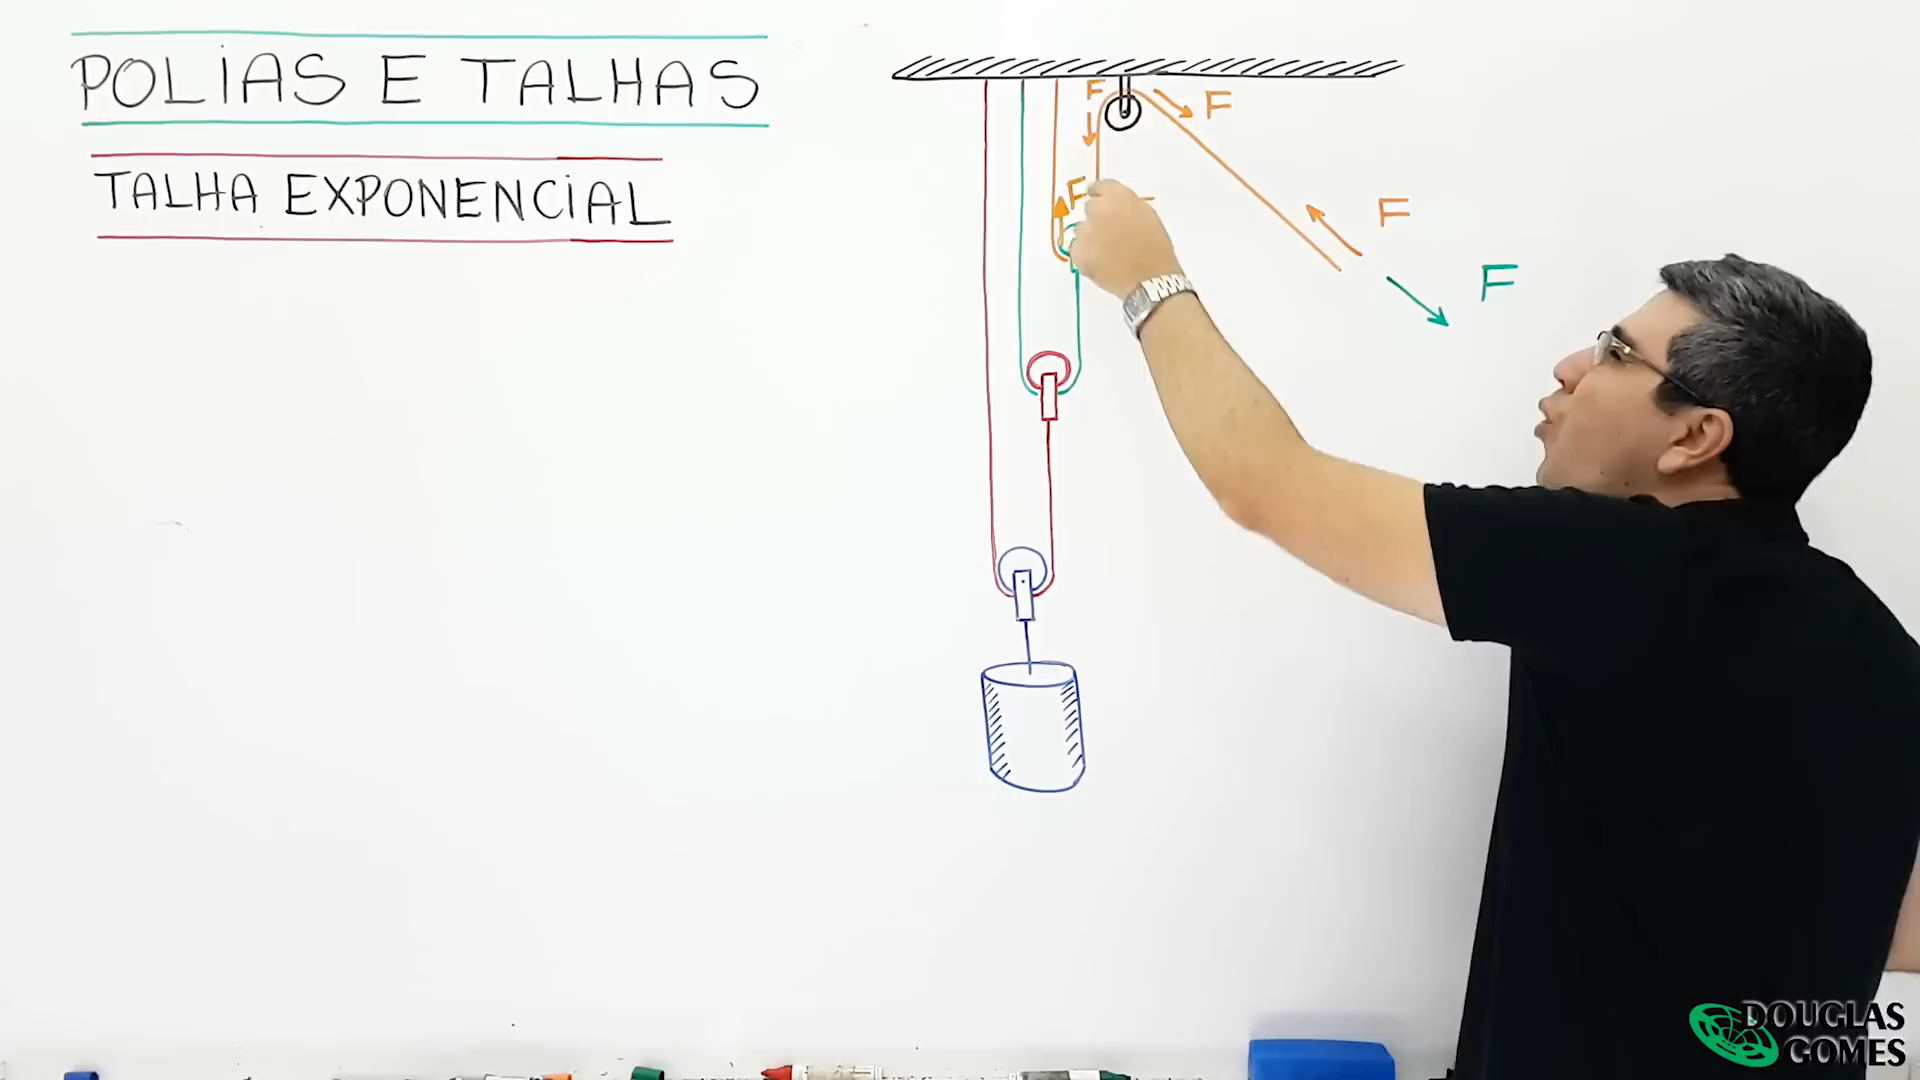 POLIAS E TALHAS
TALHA EXPONENCIAL
F
F
F
F
F
DOUGLAS
GOMES